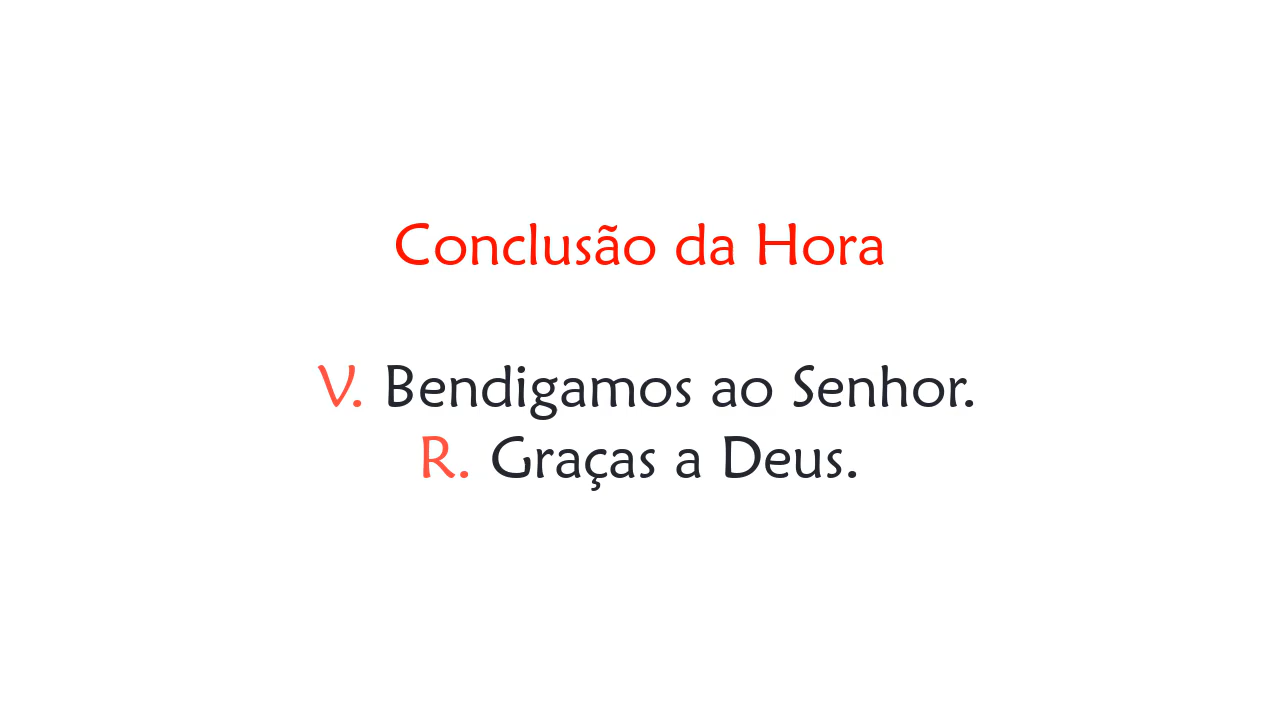 Conclusão da Hora
V. Bendigamos ao Senhor.
R. Graças a Deus.